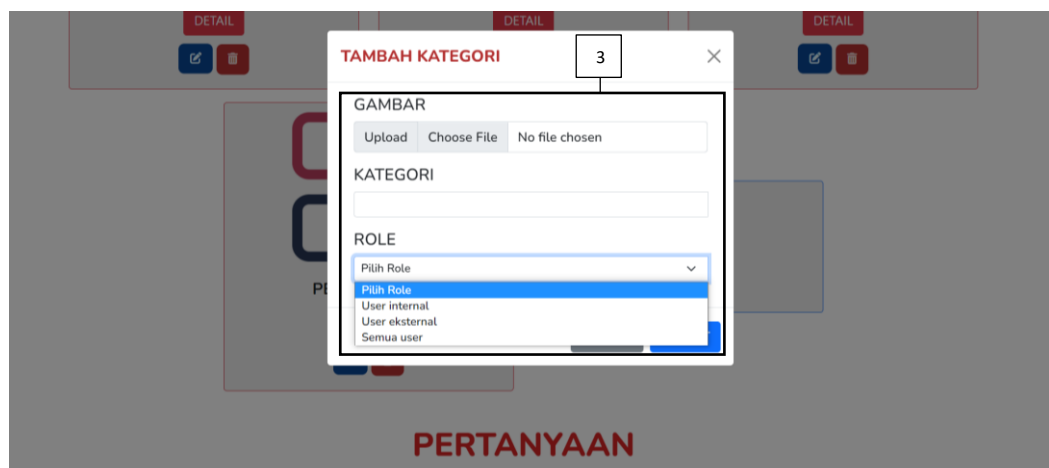 DETAIL
DETAIL
DETAIL
TAMBAH KATEGORI
3
GAMBAR
Upload Choose File No file chosen
KATEGORI
ROLE
Pilih Role
Pilih Role
User internal
User eksternal
Semua user
PERTANYAAN